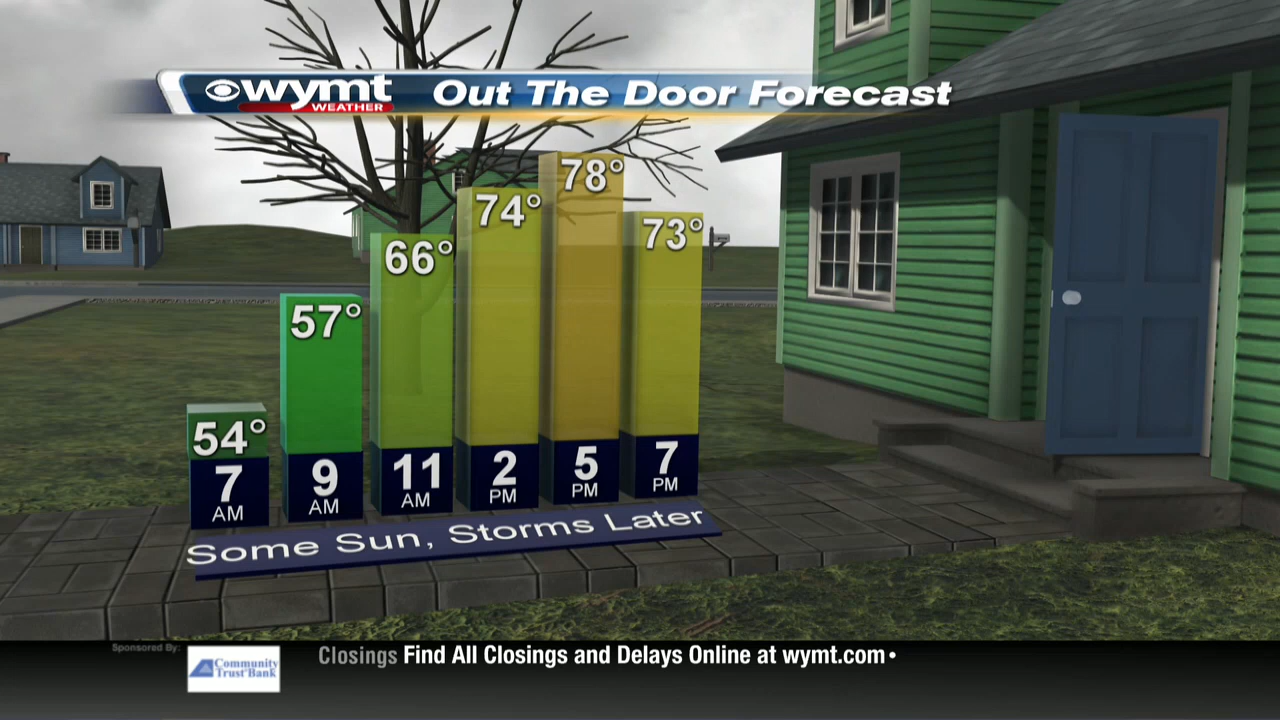 wymt Out The Door Forecast
WEATHER
54° 57° 66° 74° 78° 73°
7 9 11 2 5 7
AM AM AM PM PM PM
Some Sun, Storms Later
Sponsored By:
Community
Trust Bank
Closings Find All Closings and Delays Online at wymt.com •